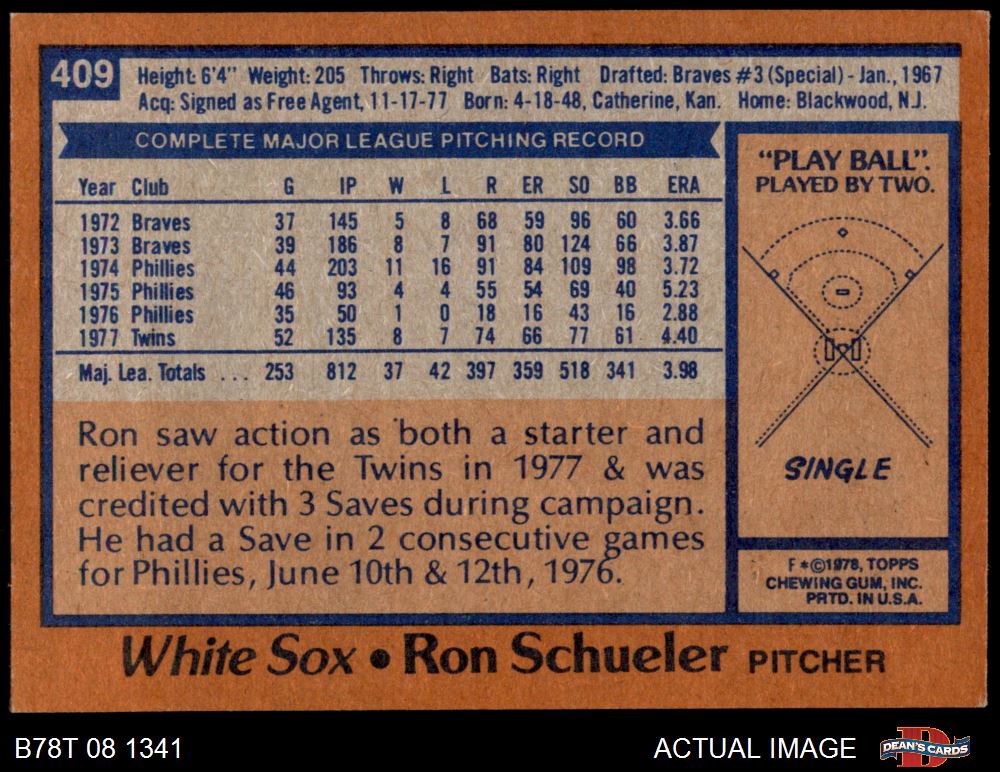 409
Height: 6'4" Weight: 205 Throws: Right Bats: Right Drafted: Braves #3 (Special) - Jan., 1967
Acq: Signed as Free Agent, 11-17-77 Born: 4-18-48, Catherine, Kan. Home: Blackwood, N.J.
COMPLETE MAJOR LEAGUE PITCHING RECORD
Year Club G IP W L R ER SO BB ERA
1972 Braves 37 145 5 8 68 59 96 60 3.66
1973 Braves 39 186 8 7 91 80 124 66 3.87
1974 Phillies 44 203 11 16 91 84 109 98 3.72
1975 Phillies 46 93 4 4 55 54 69 40 5.23
1976 Phillies 35 50 1 0 18 16 43 16 2.88
1977 Twins 52 135 8 7 74 66 77 61 4.40
Maj. Lea. Totals ... 253 812 37 42 397 359 518 341 3.98
Ron saw action as both a starter and
reliever for the Twins in 1977 & was
credited with 3 Saves during campaign.
He had a Save in 2 consecutive games
for Phillies, June 10th & 12th, 1976.
"PLAY BALL".
PLAYED BY TWO.
SINGLE
F*©1978, TOPPS
CHEWING GUM, INC.
PRTD. IN U.S.A.
White Sox • Ron Schueler PITCHER
B78T 08 1341
ACTUAL IMAGE
D
DEAN'S CARDS